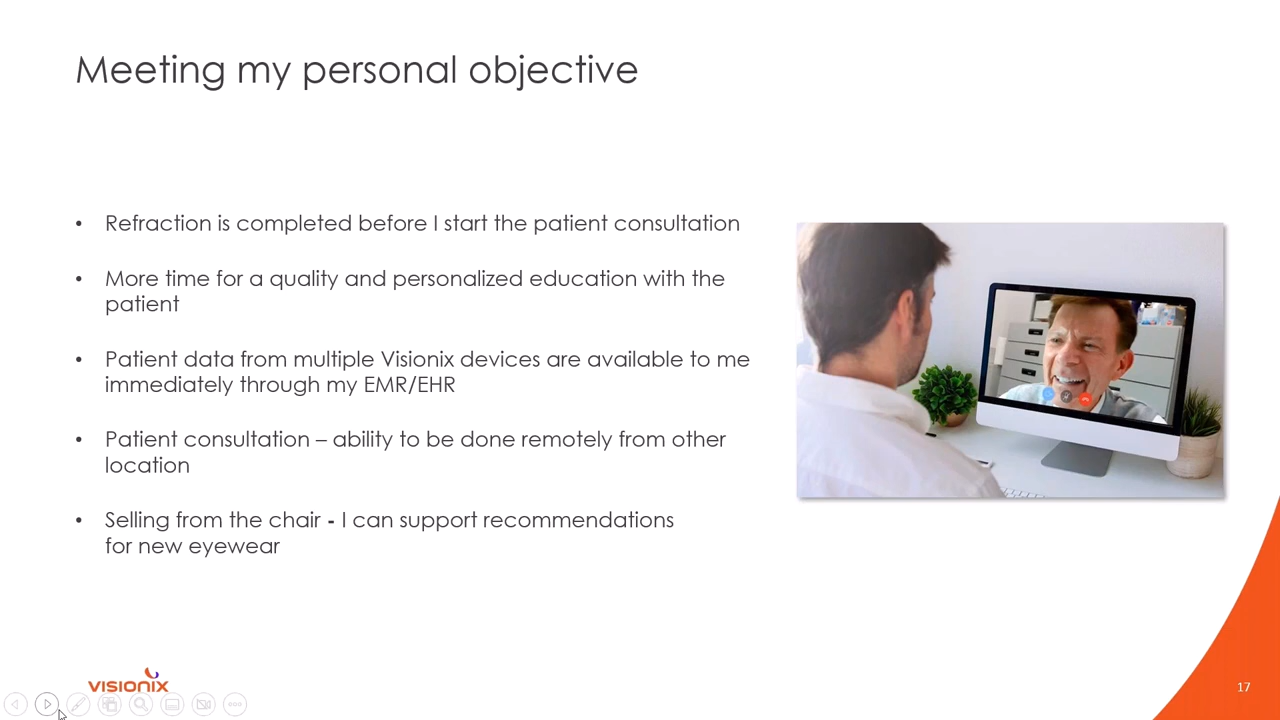 Meeting my personal objective
• Refraction is completed before I start the patient consultation
• More time for a quality and personalized education with the
patient
• Patient data from multiple Visionix devices are available to me
immediately through my EMR/EHR
• Patient consultation – ability to be done remotely from other
location
• Selling from the chair - I can support recommendations
for new eyewear
VISIONIX
17